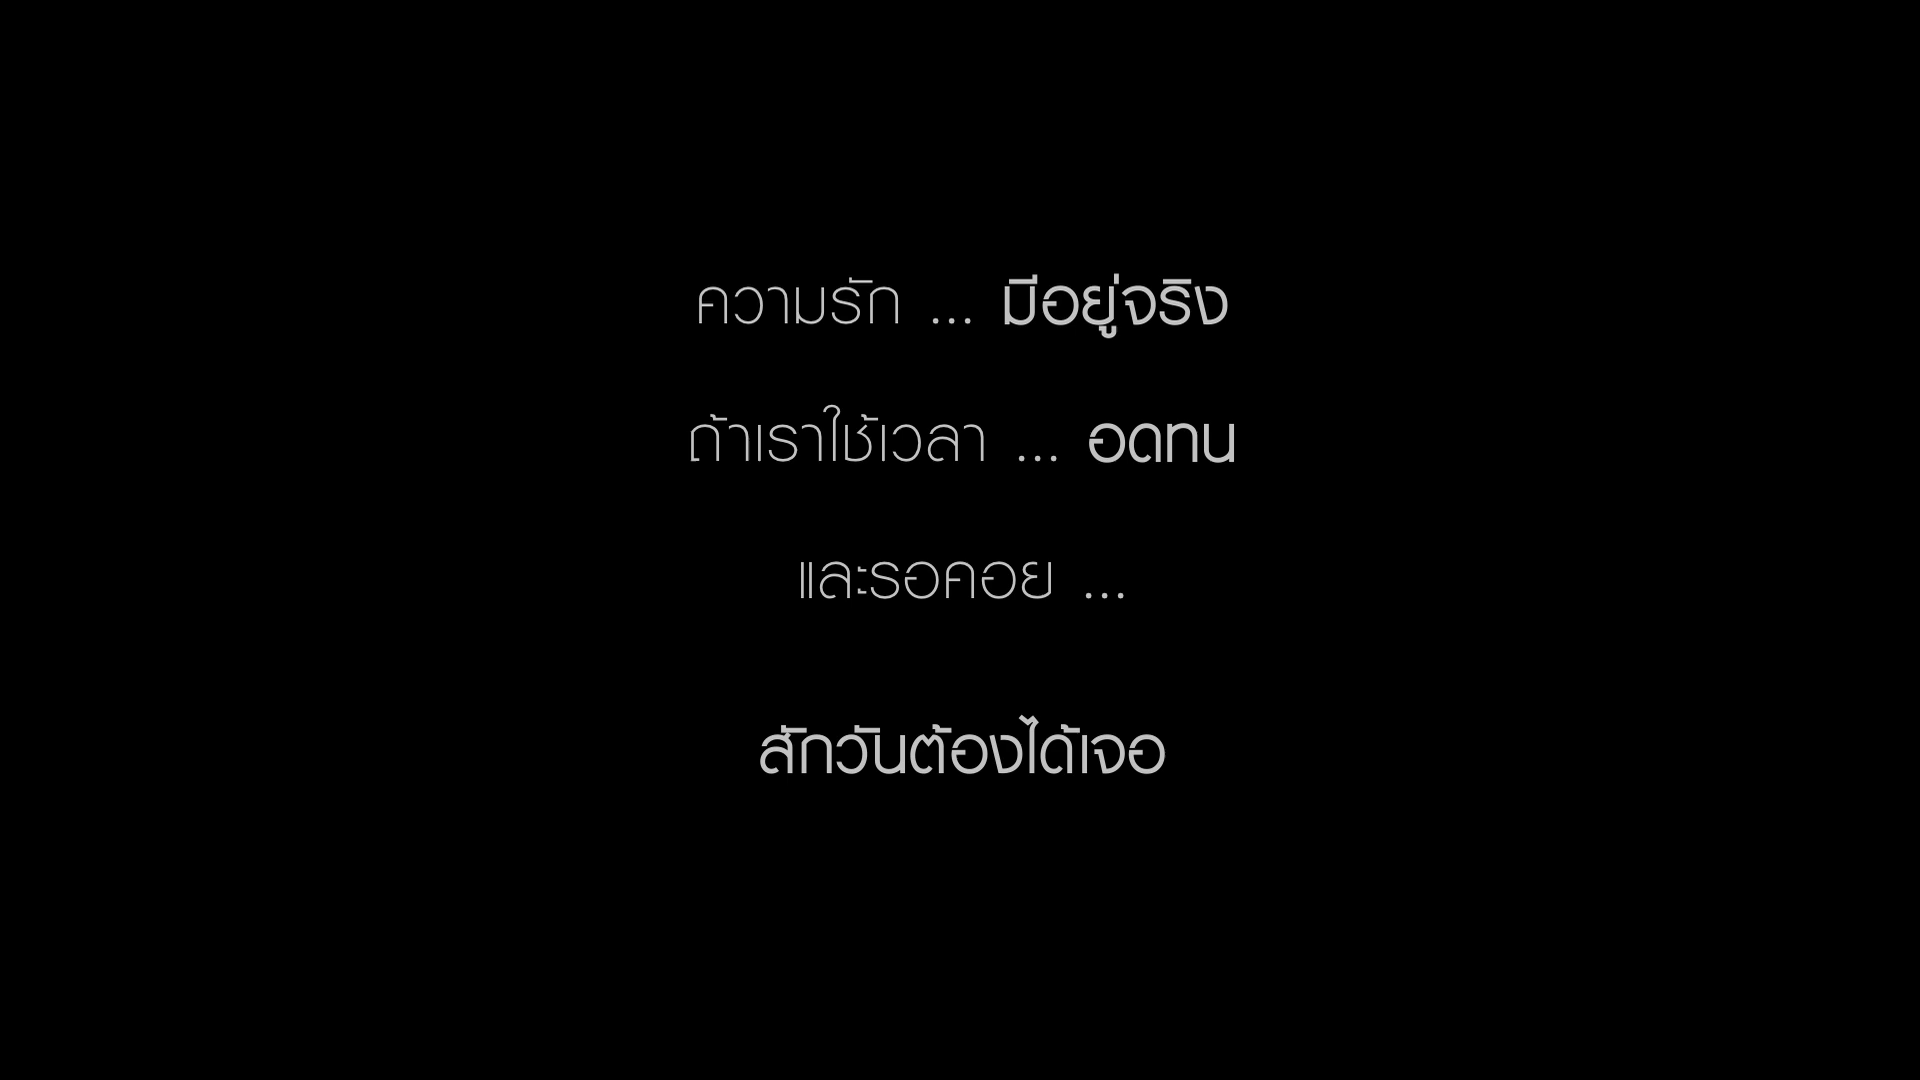 ความรัก ... มีอยู่จริง
ถ้าเราใช้เวลา ... อดทน
และรอคอย ...
สักวันต้องได้เจอ